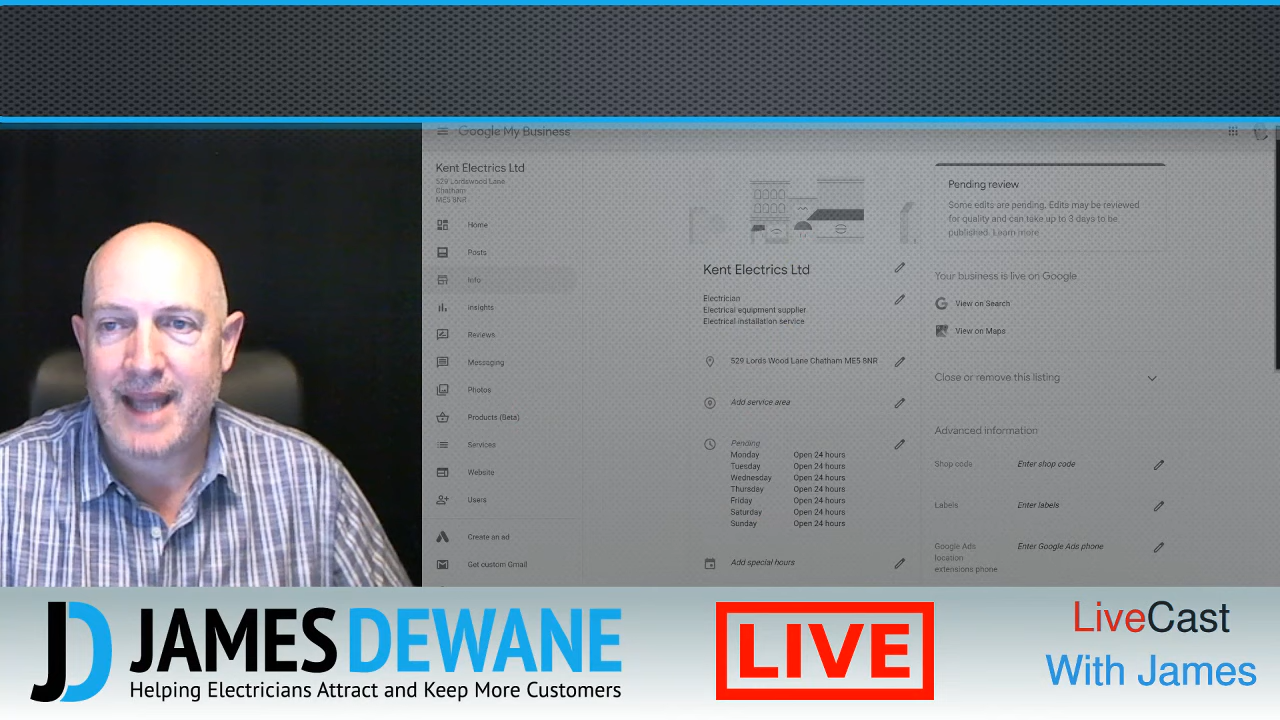 Google My Business
Kent Electrics Ltd
529 Lordswood Lane
Chatham
ME5 8NR
Home
Posts
Info
Insights
Reviews
Messaging
Photos
Products (Beta)
Services
Website
Users
Create an ad
Get custom Gmail
Kent Electrics Ltd
Electrician
Electrical equipment supplier
Electrical installation service
529 Lords Wood Lane Chatham ME5 8NR
Add service area
Pending
Monday Open 24 hours
Tuesday Open 24 hours
Wednesday Open 24 hours
Thursday Open 24 hours
Friday Open 24 hours
Saturday Open 24 hours
Sunday Open 24 hours
Add special hours
Pending review
Some edits are pending. Edits may be reviewed
for quality and can take up to 3 days to be
published. Learn more
Your business is live on Google
View on Search
View on Maps
Close or remove this listing
Advanced information
Shop code Enter shop code
Labels Enter labels
Google Ads Enter Google Ads phone
location
extensions phone
JD JAMES DEWANE
Helping Electricians Attract and Keep More Customers
LIVE
LiveCast
With James